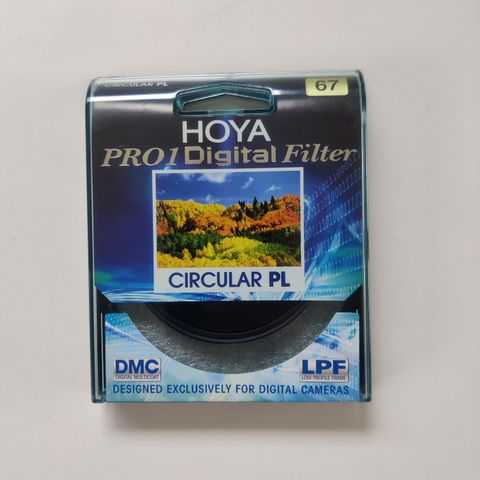 CIRCULAR PL
67
HOYA
PRO1 Digital Filter
CIRCULAR PL
DMC
DIGITAL MULTICOAT
LPF
LOW PROFILE FRAME
DESIGNED EXCLUSIVELY FOR DIGITAL CAMERAS